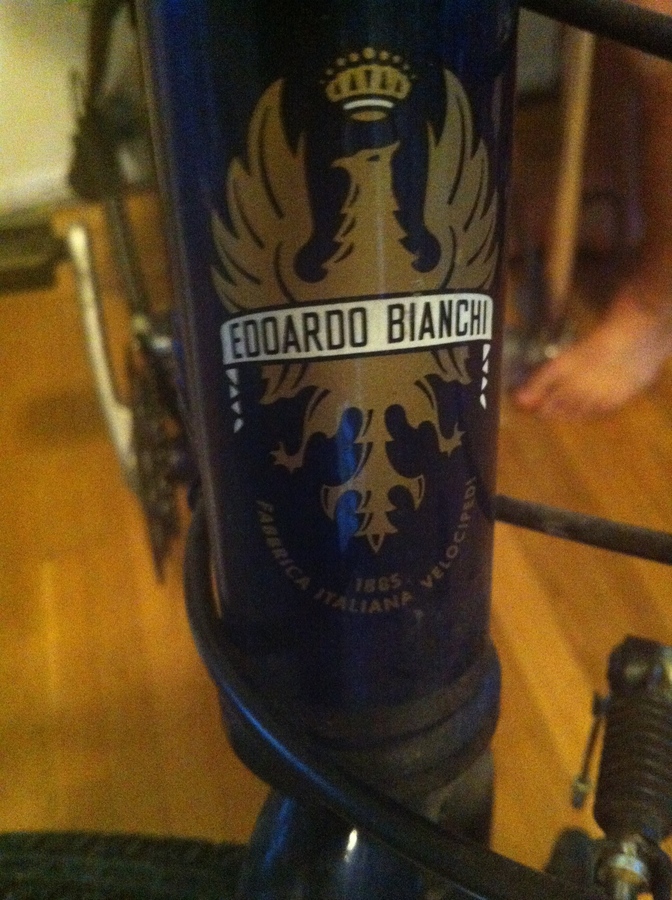 EDOARDO BIANCHI
1885
FABBRICA ITALIANA VELOCIPEDI